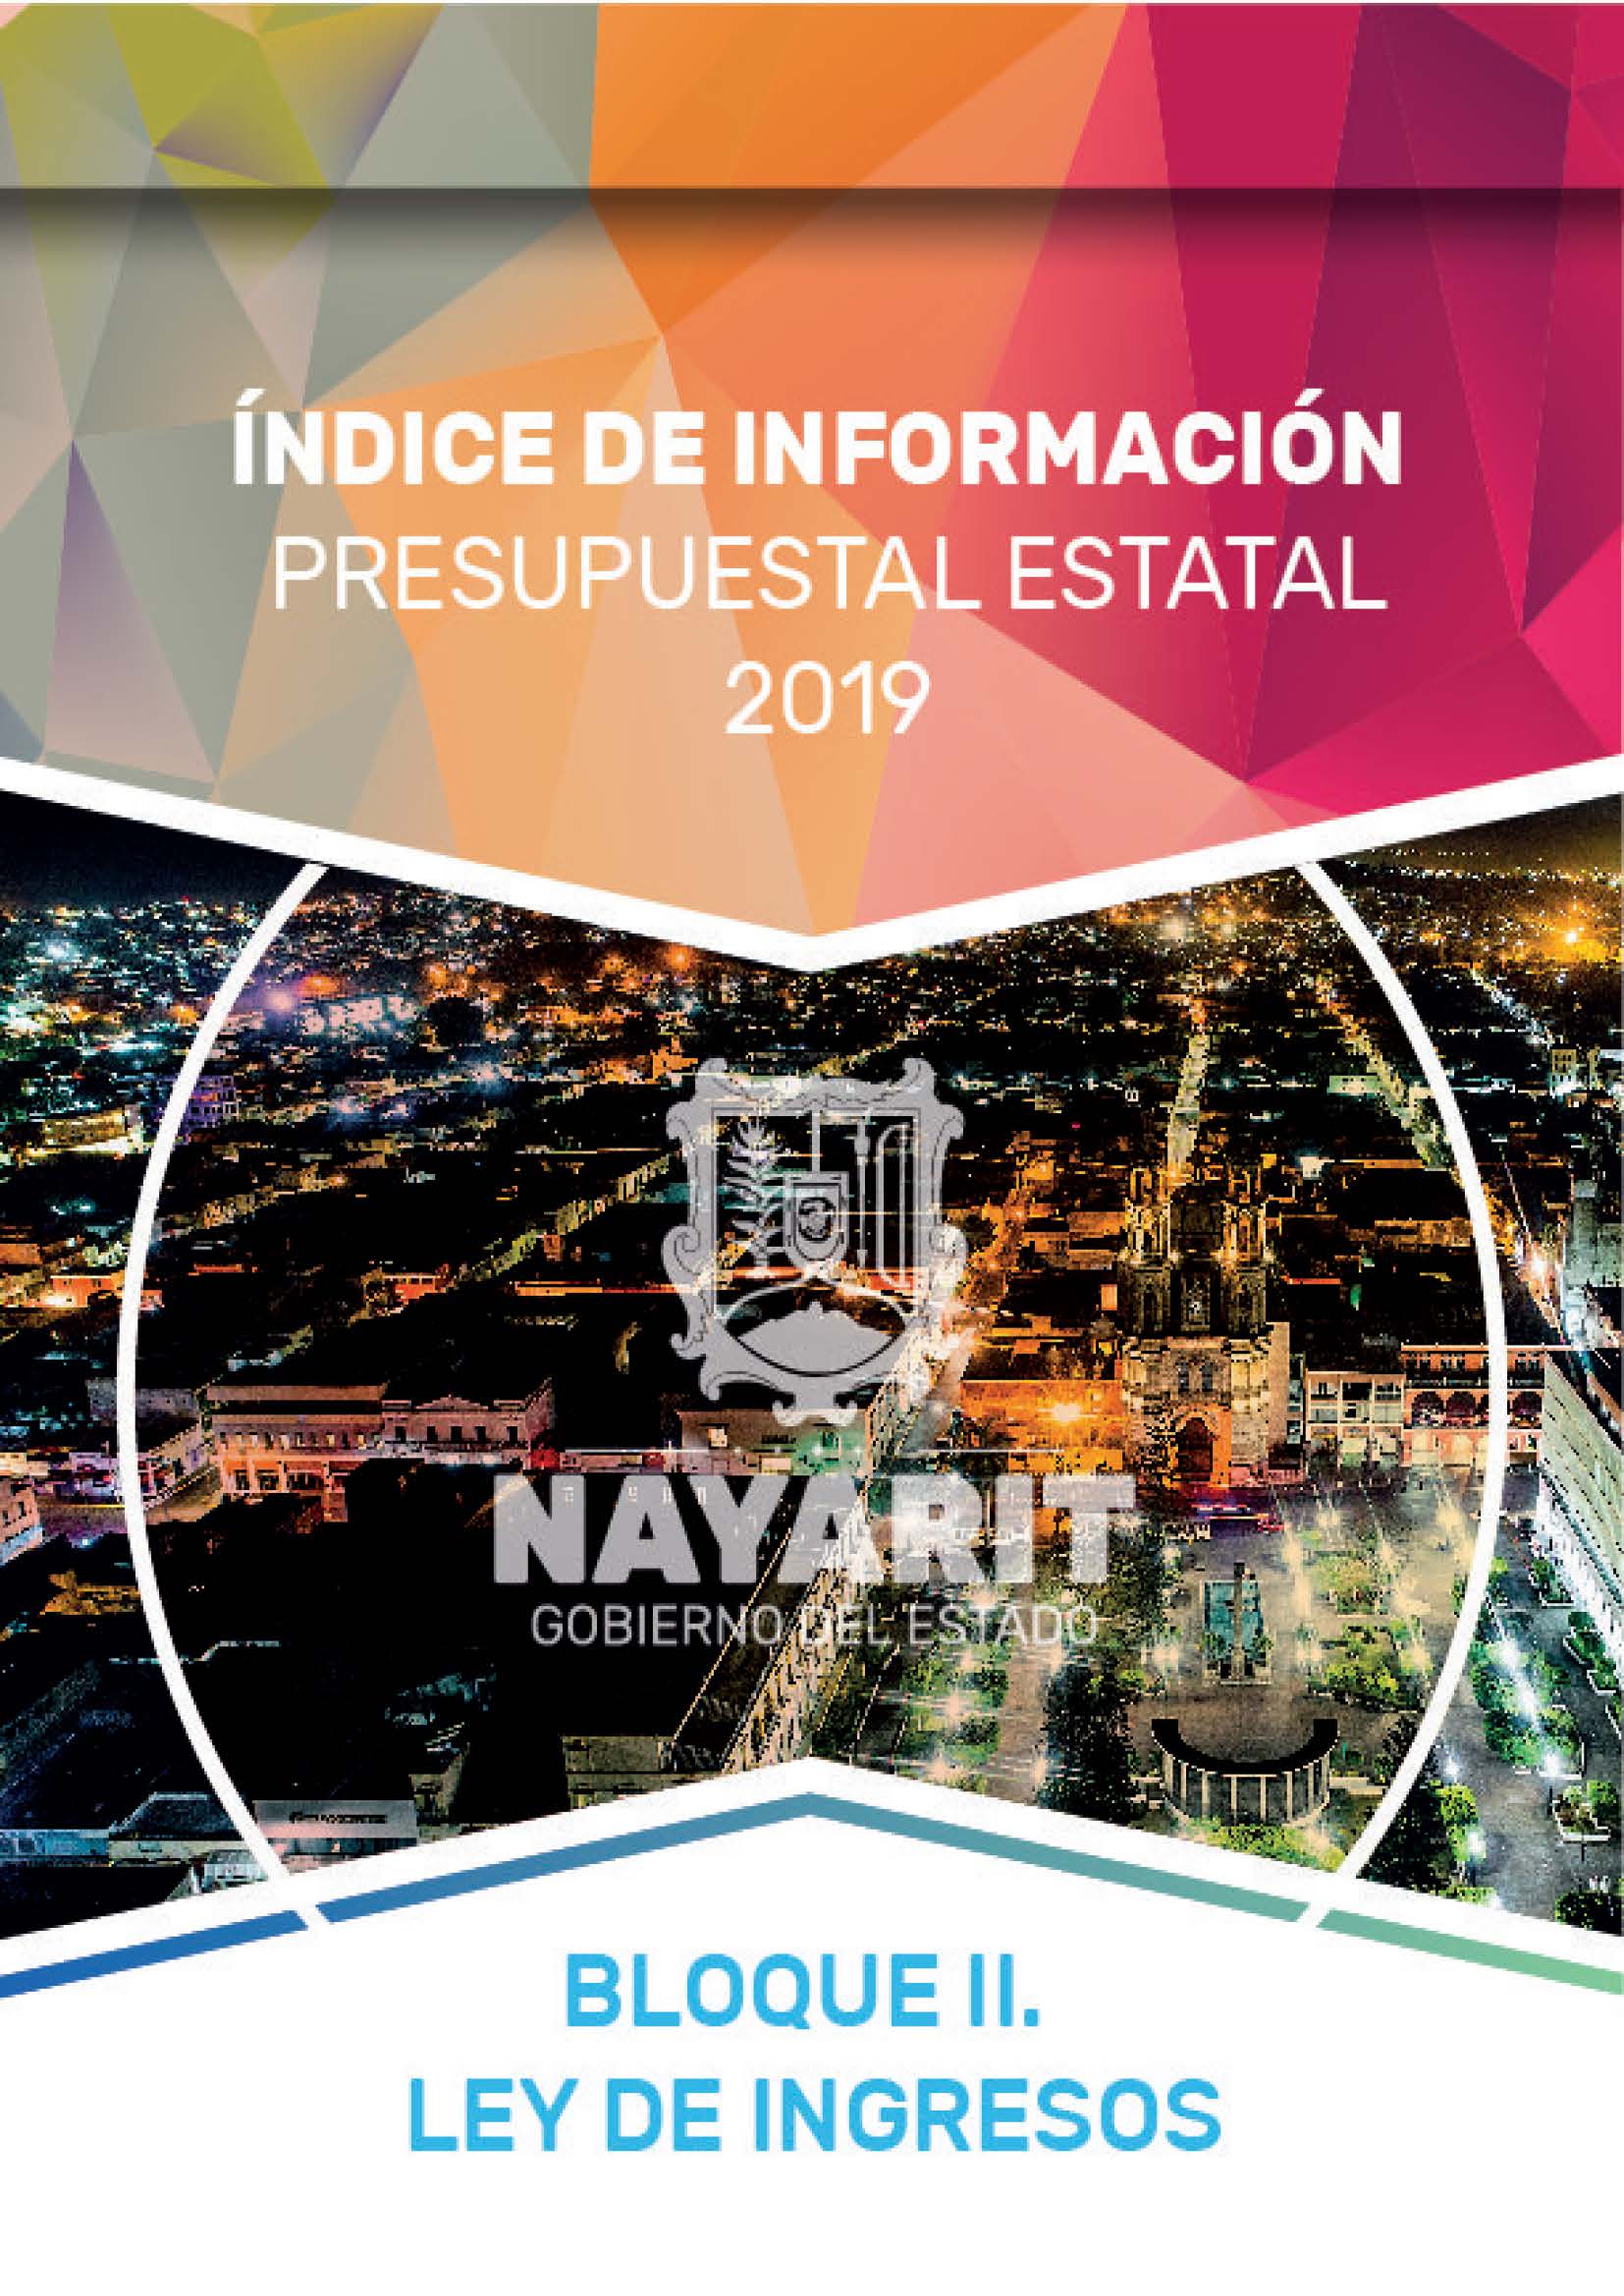 ÍNDICE DE INFORMACIÓN
PRESUPUESTAL ESTATAL
2019
NAYARIT
GOBIERNO DEL ESTADO
BLOQUE II.
LEY DE INGRESOS